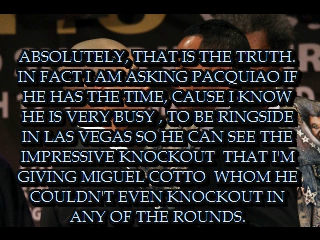 ABSOLUTELY, THAT IS THE TRUTH.
IN FACT I AM ASKING PACQUIAO IF
HE HAS THE TIME, CAUSE I KNOW
HE IS VERY BUSY , TO BE RINGSIDE
IN LAS VEGAS SO HE CAN SEE THE
IMPRESSIVE KNOCKOUT THAT I'M
GIVING MIGUEL COTTO WHOM HE
COULDN'T EVEN KNOCKOUT IN
ANY OF THE ROUNDS.